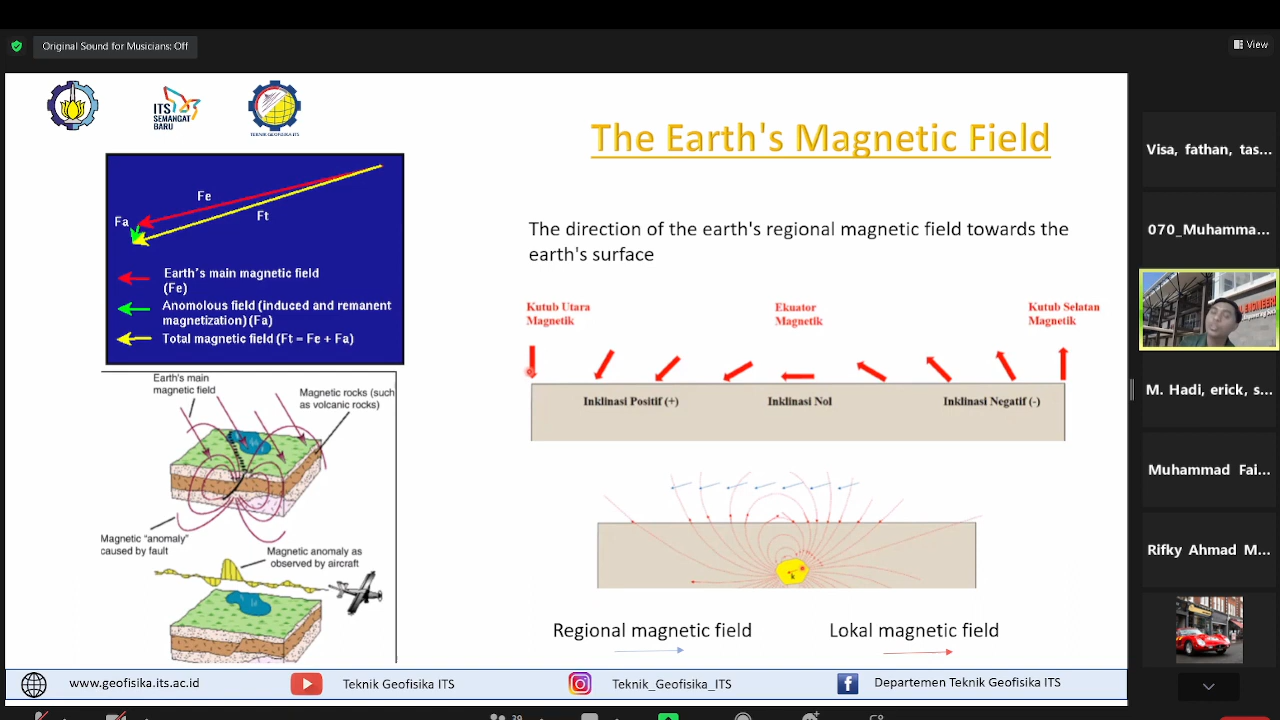 Original Sound for Musicians: Off
View
ITS
SEMANGAT
BARU
TEKNIK GEOFISIKA ITS
The Earth's Magnetic Field
Fe
Fa
Ft
Earth's main magnetic field
(Fe)
Anomolous field (induced and remanent
magnetization) (Fa)
Total magnetic field (Ft = Fe + Fa)
The direction of the earth's regional magnetic field towards the
earth's surface
Kutub Utara
Magnetik
Ekuator
Magnetik
Kutub Selatan
Magnetik
Inklinasi Positif (+)
Inklinasi Nol
Inklinasi Negatif (-)
Earth's main
magnetic field
Magnetic rocks (such
as volcanic rocks)
Magnetic "anomaly"
caused by fault
Magnetic anomaly as
observed by aircraft
Regional magnetic field
Lokal magnetic field
www.geofisika.its.ac.id
Teknik Geofisika ITS
Teknik_Geofisika_ITS
Departemen Teknik Geofisika ITS
Visa, fathan, tas...
070_Muhamma...
M. Hadi, erick, s...
Muhammad Fai...
Rifky Ahmad M...